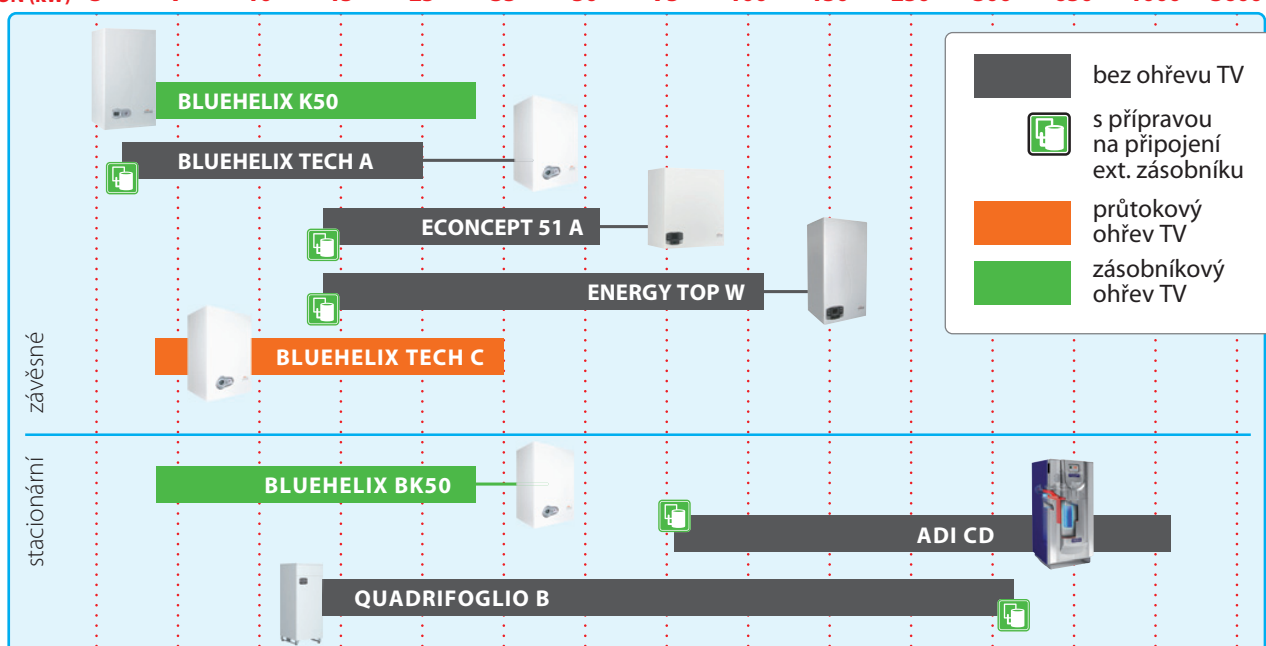 (kW)
BLUEHELIX K50
BLUEHELIX TECH A
ECONCEPT 51 A
ENERGY TOP W
BLUEHELIX TECH C
závěsné
bez ohřevu TV
s přípravou
na připojení
ext. zásobníku
průtokový
ohřev TV
zásobníkový
ohřev TV
stacionární
BLUEHELIX BK50
ADI CD
QUADRIFOGLIO B